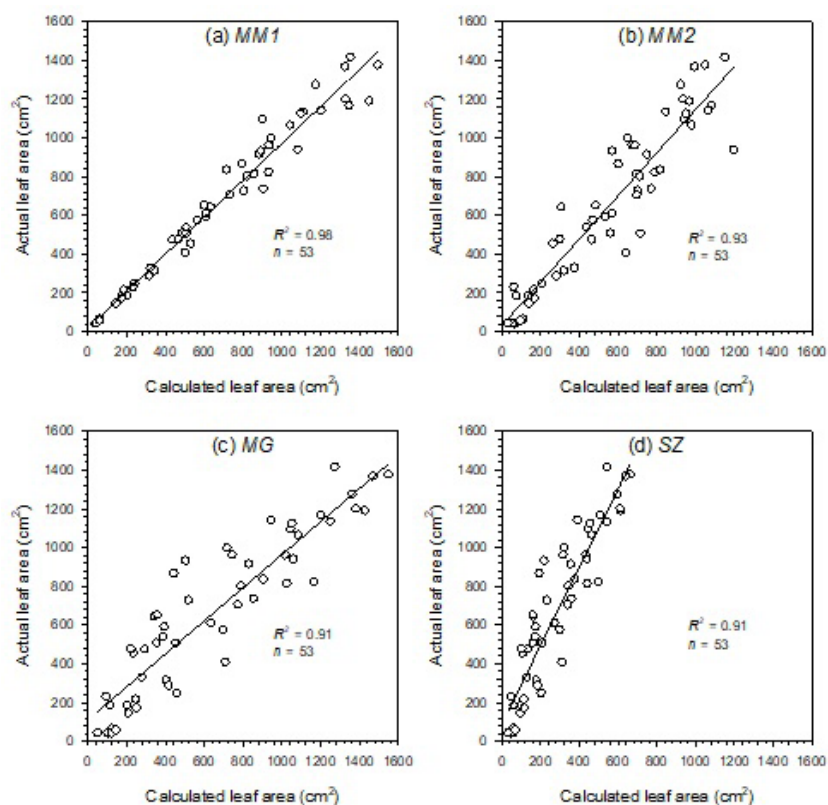 (a) MM1
Actual leaf area (cm²)
1600
1400
1200
1000
800
600
400
200
0
R² = 0.98
n = 53
0 200 400 600 800 1000 1200 1400 1600
Calculated leaf area (cm²)
(b) MM2
Actual leaf area (cm²)
1600
1400
1200
1000
800
600
400
200
0
R² = 0.93
n = 53
0 200 400 600 800 1000 1200 1400 1600
Calculated leaf area (cm²)
(c) MG
Actual leaf area (cm²)
1600
1400
1200
1000
800
600
400
200
0
R² = 0.91
n = 53
0 200 400 600 800 1000 1200 1400 1600
Calculated leaf area (cm²)
(d) SZ
Actual leaf area (cm²)
1600
1400
1200
1000
800
600
400
200
0
R² = 0.91
n = 53
0 200 400 600 800 1000 1200 1400 1600
Calculated leaf area (cm²)